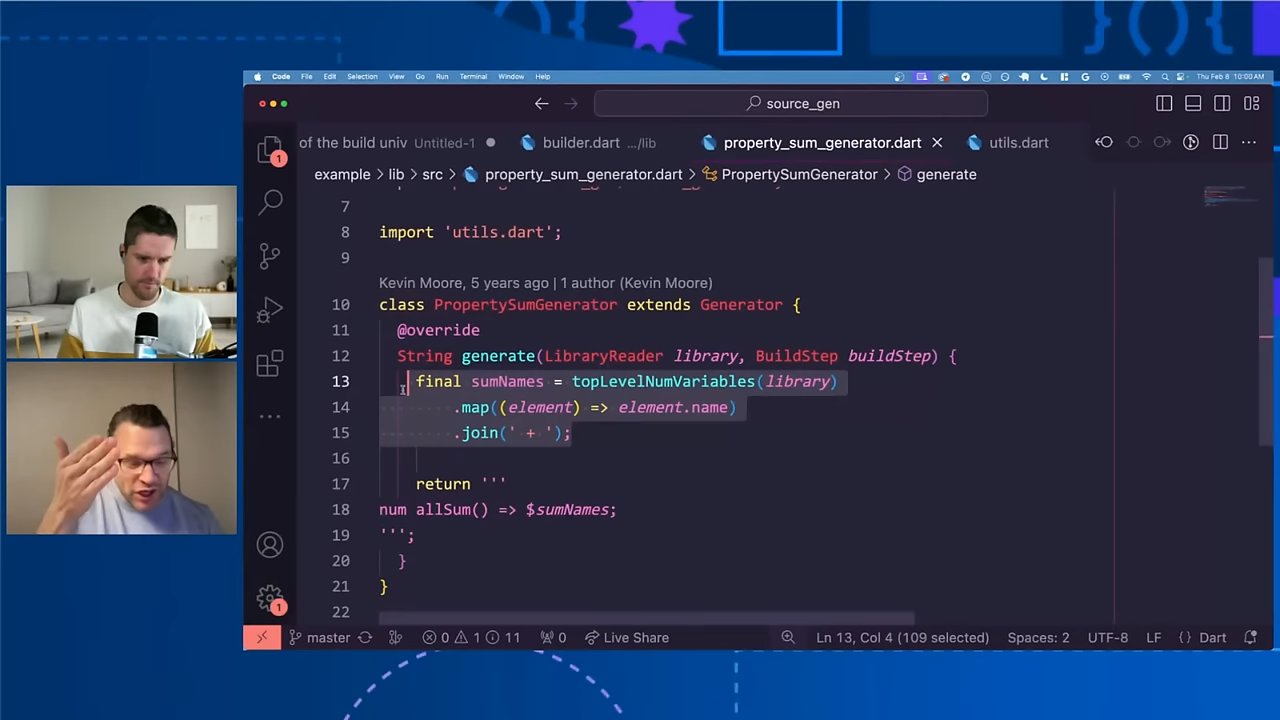 Code File Edit Selection View Go Run Terminal Window Help Thu Feb 8 10:00 AM
source_gen
of the build univ Untitled-1 builder.dart .../lib property_sum_generator.dart utils.dart
example > lib > src > property_sum_generator.dart > PropertySumGenerator > generate
7
8 import 'utils.dart';
9
Kevin Moore, 5 years ago | 1 author (Kevin Moore)
10 class PropertySumGenerator extends Generator {
11 @override
12 String generate(LibraryReader library, BuildStep buildStep) {
13 final sumNames = topLevelNumVariables(library)
14 .map((element) => element.name)
15 .join(' + ');
16
17 return '''
18 num allSum() => $sumNames;
19 ''';
20 }
21 }
22
1
1
master 0 1 11 0 Live Share Ln 13, Col 4 (109 selected) Spaces: 2 UTF-8 LF {} Dart